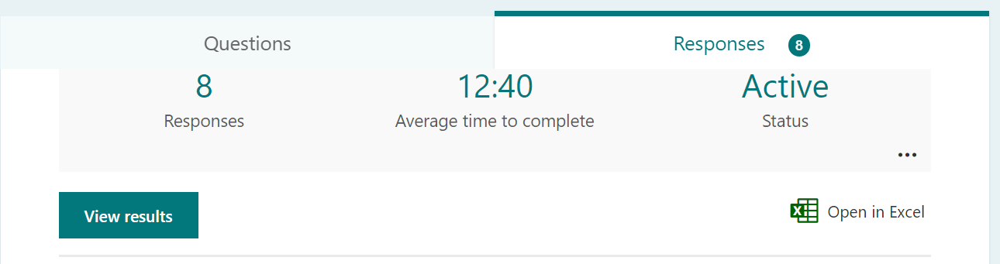 Questions
Responses 8
8 12:40 Active
Responses Average time to complete Status
...
View results Open in Excel